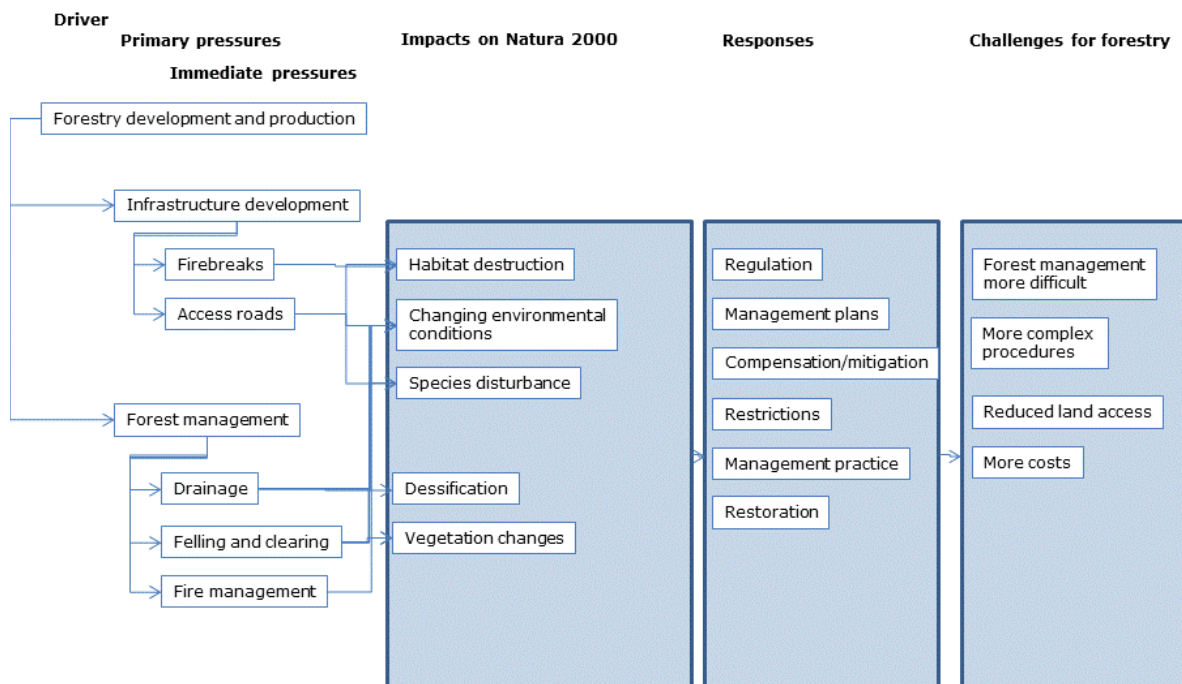 Driver
Primary pressures
Immediate pressures
Impacts on Natura 2000
Responses
Challenges for forestry
Forestry development and production
Infrastructure development
Firebreaks
Access roads
Forest management
Drainage
Felling and clearing
Fire management
Habitat destruction
Changing environmental
conditions
Species disturbance
Dessification
Vegetation changes
Regulation
Management plans
Compensation/mitigation
Restrictions
Management practice
Restoration
Forest management
more difficult
More complex
procedures
Reduced land access
More costs